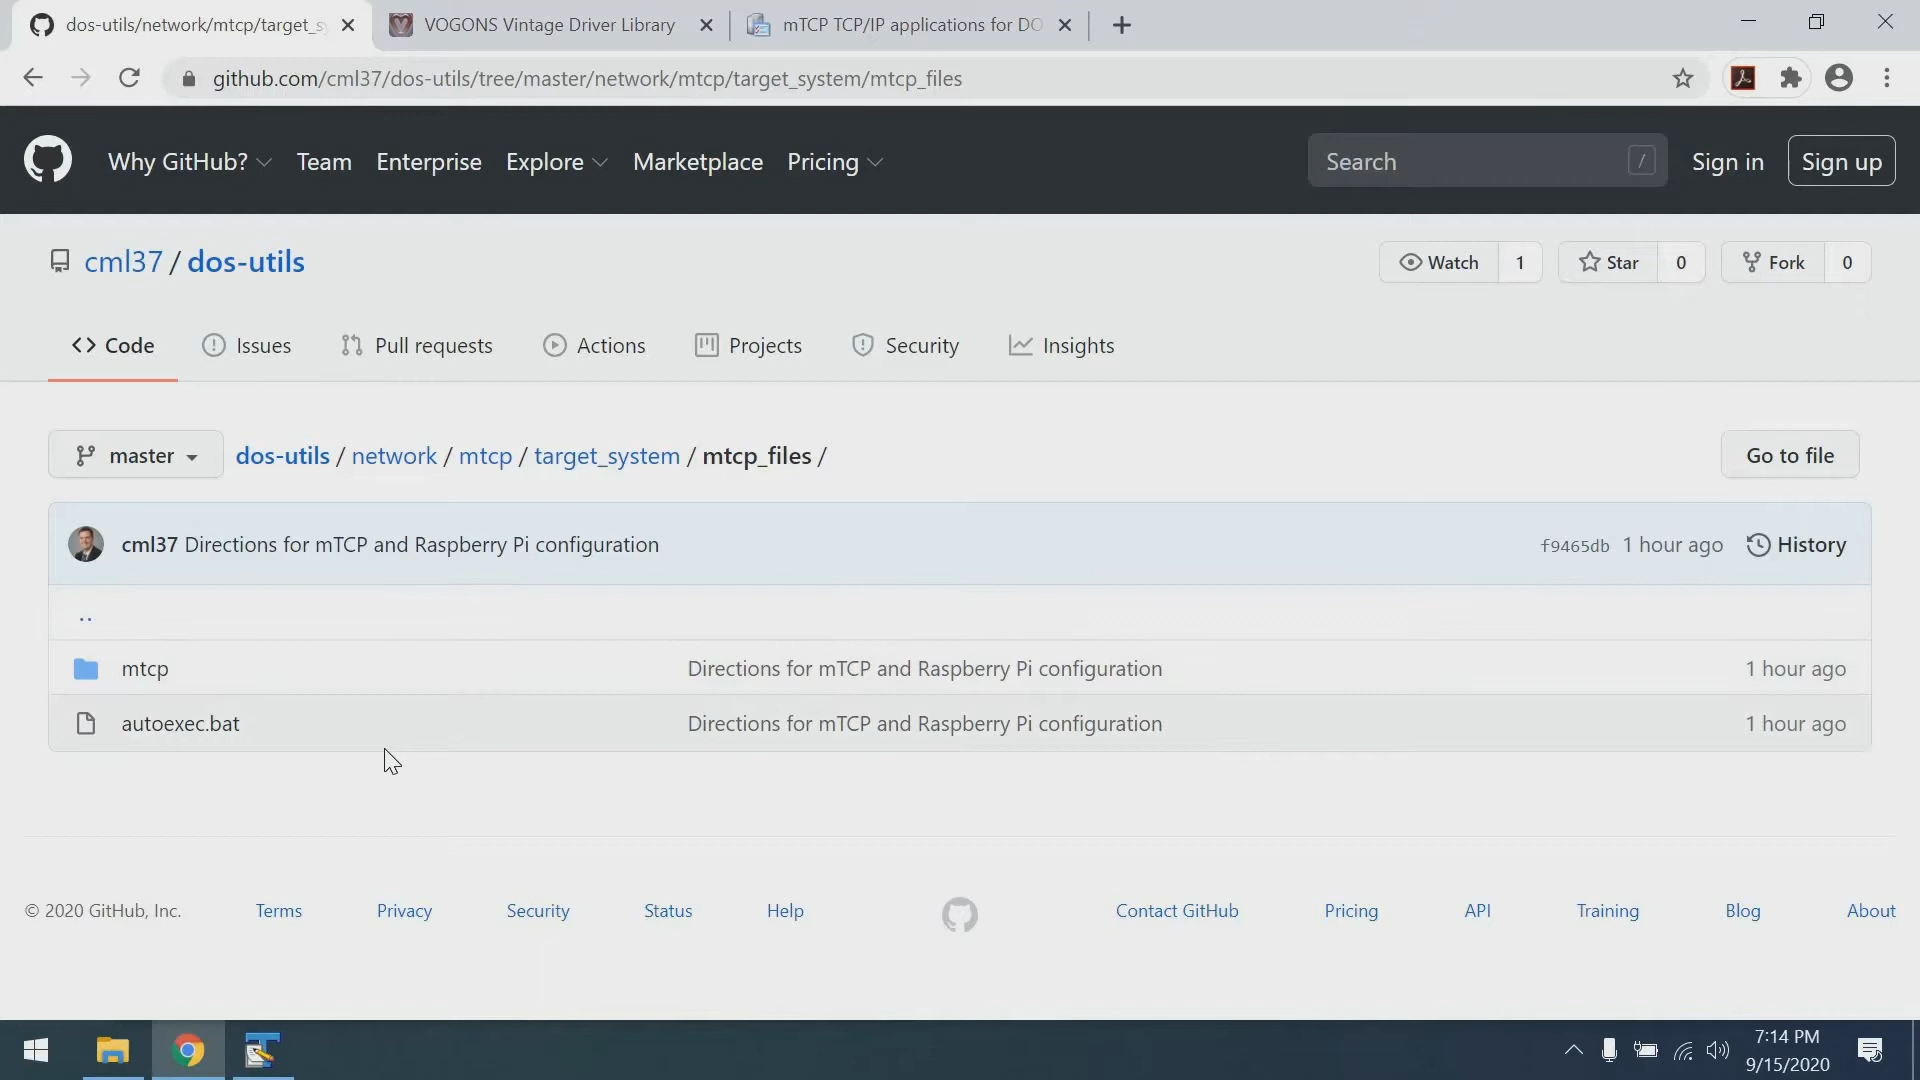 dos-utils/network/mtcp/target_s
VOGONS Vintage Driver Library
mTCP TCP/IP applications for DO
github.com/cml37/dos-utils/tree/master/network/mtcp/target_system/mtcp_files
Why GitHub?
Team
Enterprise
Explore
Marketplace
Pricing
Search
/
Sign in
Sign up
cml37 / dos-utils
Watch 1
Star 0
Fork 0
Code
Issues
Pull requests
Actions
Projects
Security
Insights
master
dos-utils / network / mtcp / target_system / mtcp_files /
Go to file
cml37 Directions for mTCP and Raspberry Pi configuration
f9465db 1 hour ago
History
..
mtcp
Directions for mTCP and Raspberry Pi configuration
1 hour ago
autoexec.bat
Directions for mTCP and Raspberry Pi configuration
1 hour ago
© 2020 GitHub, Inc.
Terms
Privacy
Security
Status
Help
Contact GitHub
Pricing
API
Training
Blog
About
7:14 PM
9/15/2020